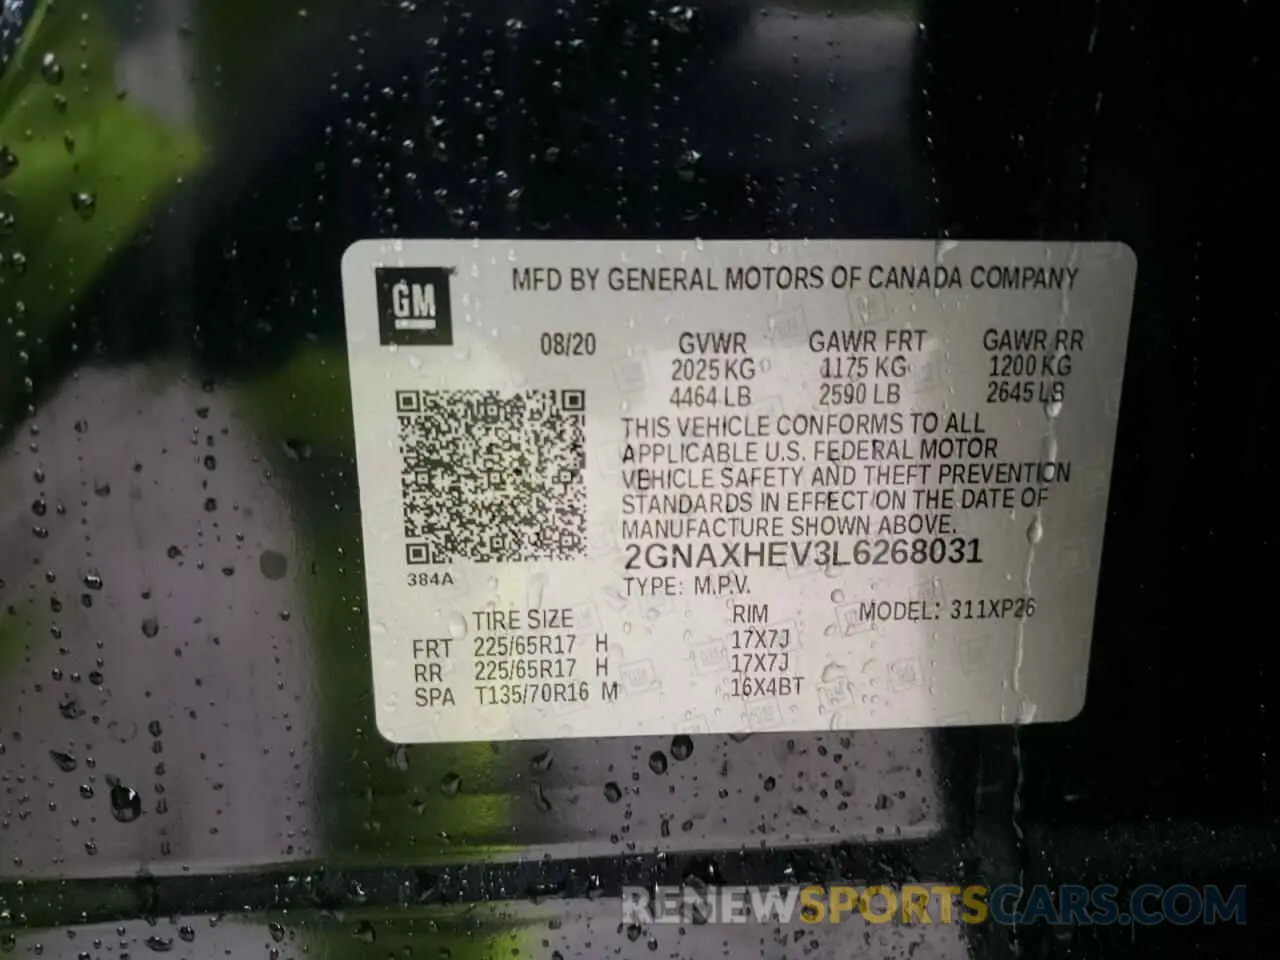 GM
MFD BY GENERAL MOTORS OF CANADA COMPANY
08/20 GVWR GAWR FRT GAWR RR
2025 KG 1175 KG 1200 KG
4464 LB 2590 LB 2645 LB
THIS VEHICLE CONFORMS TO ALL
APPLICABLE U.S. FEDERAL MOTOR
VEHICLE SAFETY AND THEFT PREVENTION
STANDARDS IN EFFECT ON THE DATE OF
MANUFACTURE SHOWN ABOVE.
2GNAXHEV3L6268031
384A
TYPE: M.P.V.
TIRE SIZE RIM MODEL: 311XP26
FRT 225/65R17 H 17X7J
RR 225/65R17 H 17X7J
SPA T135/70R16 M 16X4BT
RENEWSPORTSCARS.COM